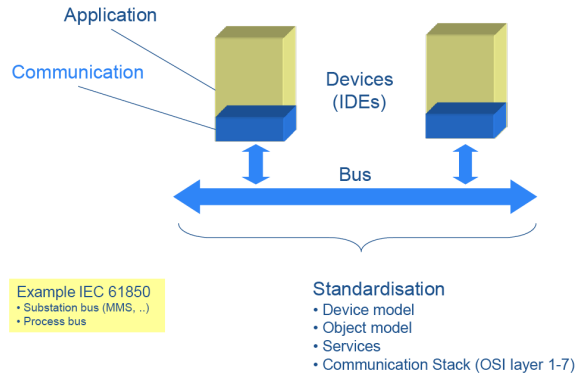 Application
Communication
Devices
(IDEs)
Bus
Example IEC 61850
• Substation bus (MMS, ..)
• Process bus
Standardisation
• Device model
• Object model
• Services
• Communication Stack (OSI layer 1-7)